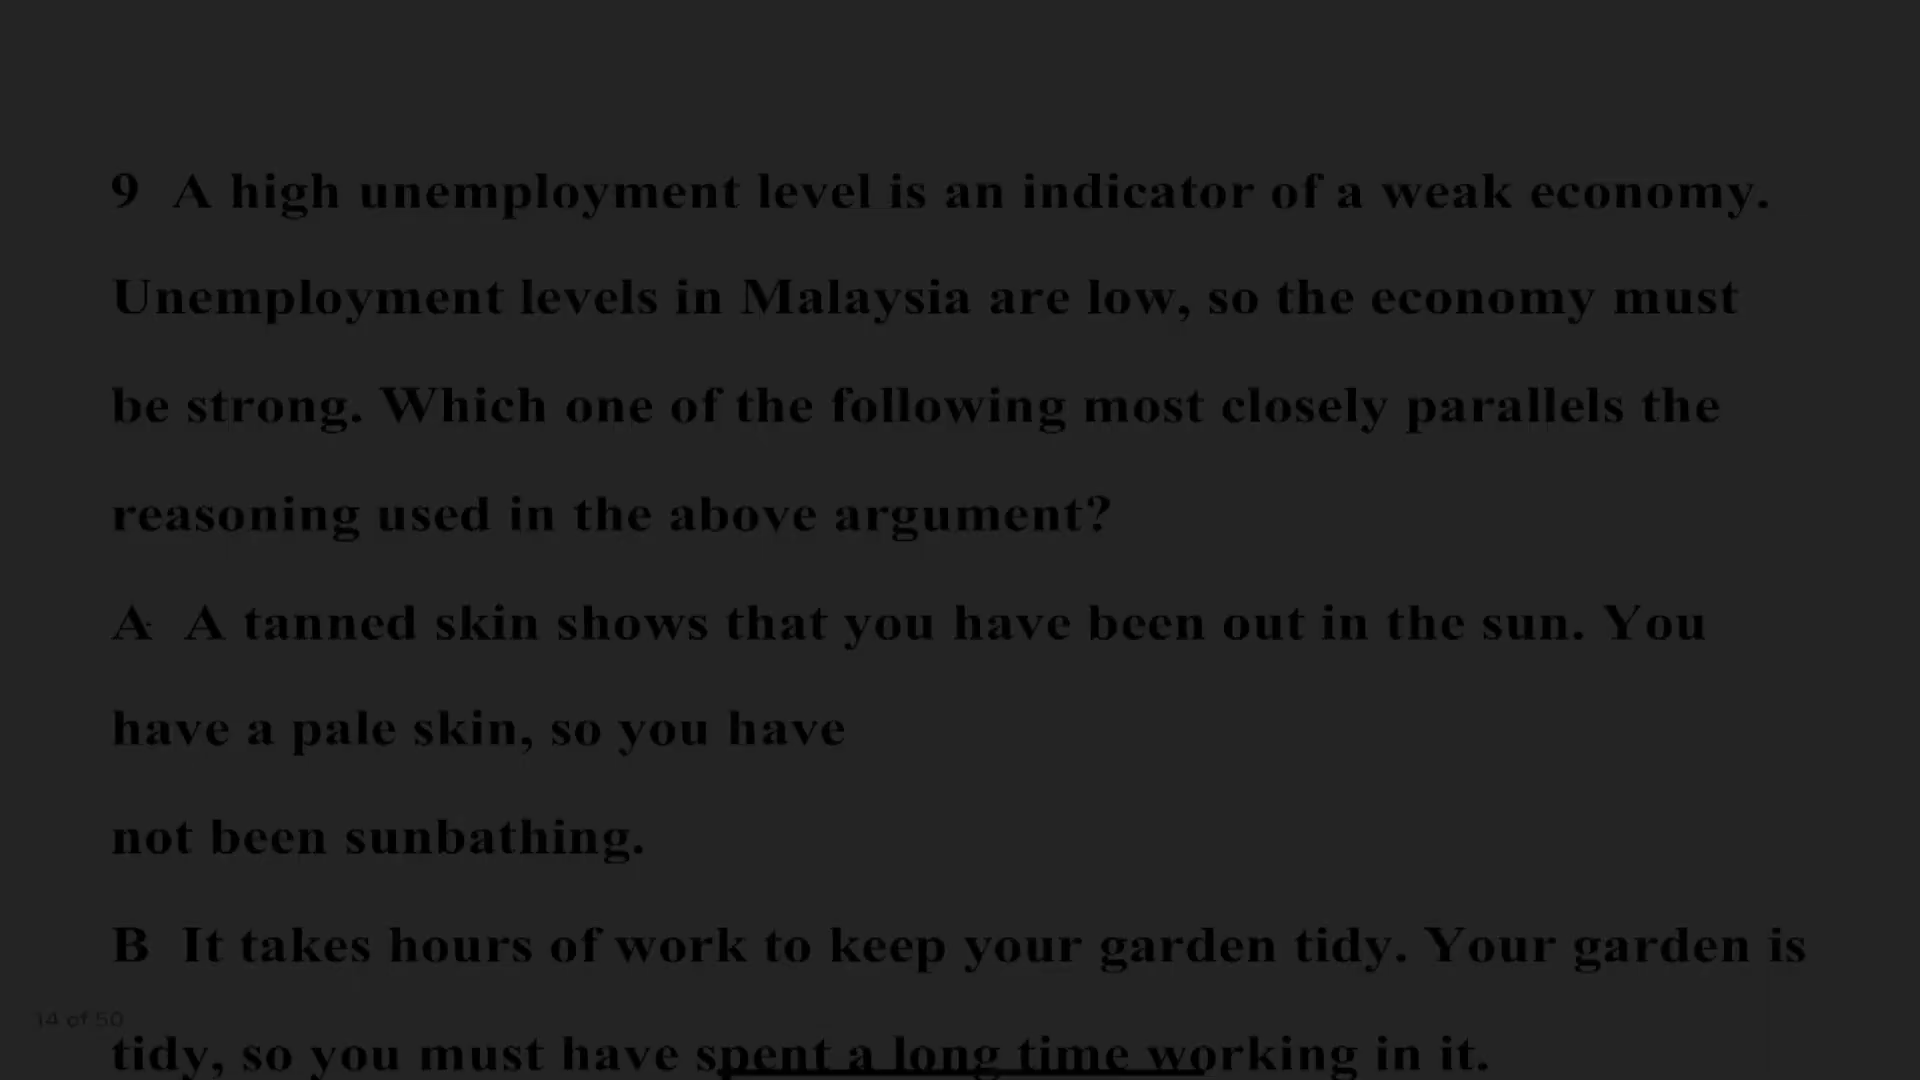 9 A high unemployment level is an indicator of a weak economy.
Unemployment levels in Malaysia are low, so the economy must
be strong. Which one of the following most closely parallels the
reasoning used in the above argument?
A A tanned skin shows that you have been out in the sun. You
have a pale skin, so you have
not been sunbathing.
B It takes hours of work to keep your garden tidy. Your garden is
14 of 50
tidy, so you must have spent a long time working in it.